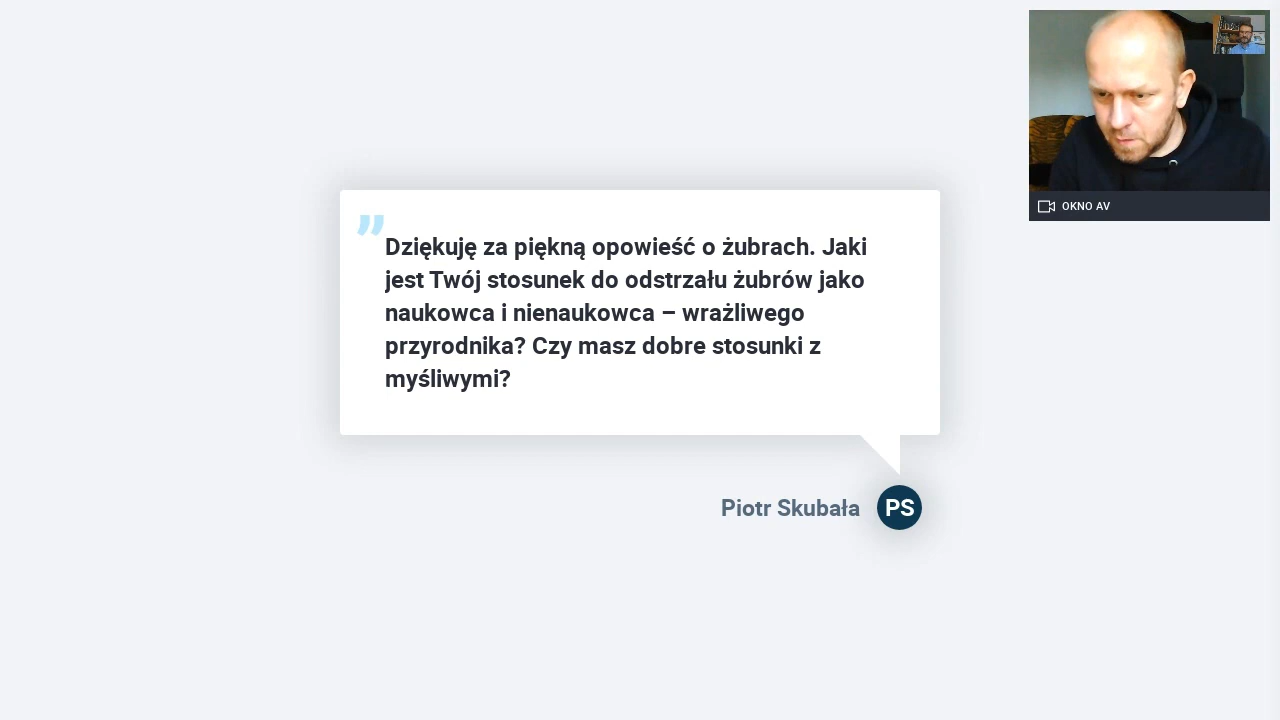 OKNO AV
”
Dziękuję za piękną opowieść o żubrach. Jaki
jest Twój stosunek do odstrzału żubrów jako
naukowca i nienaukowca – wrażliwego
przyrodnika? Czy masz dobre stosunki z
myśliwymi?
Piotr Skubała
PS